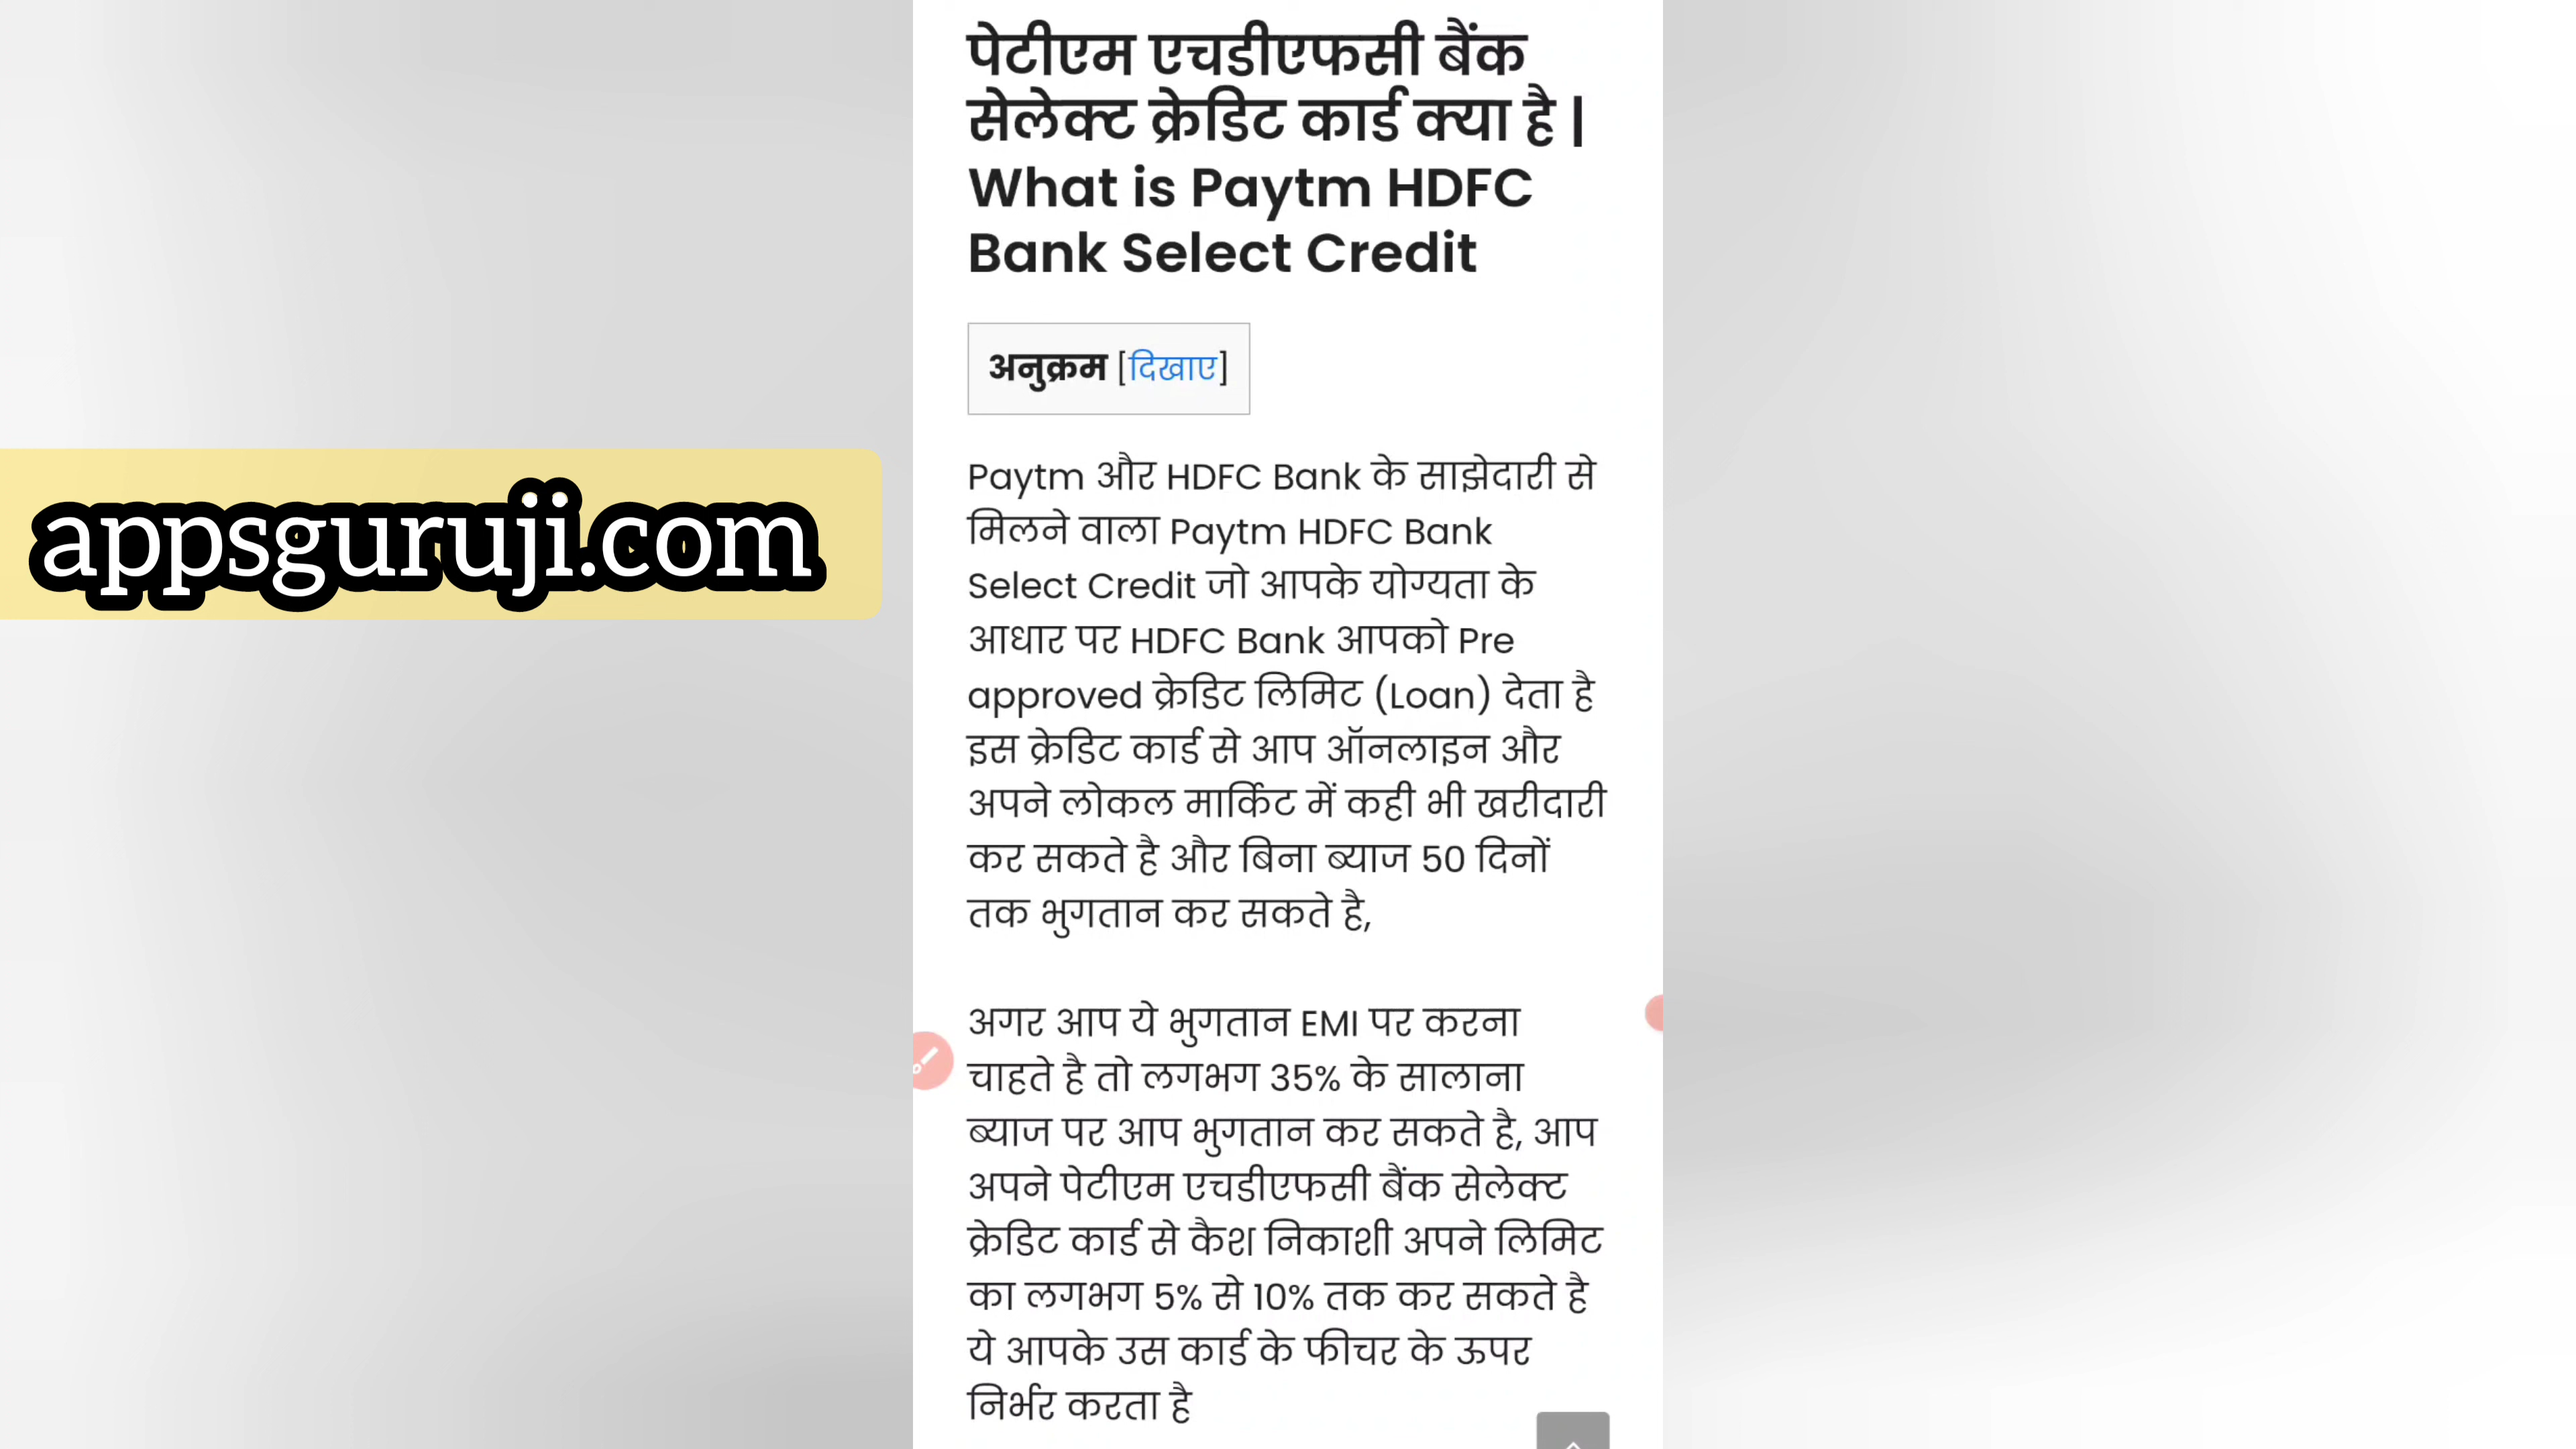 पेटीएम एचडीएफसी बैंक
सेलेक्ट क्रेडिट कार्ड क्या है |
What is Paytm HDFC
Bank Select Credit
अनुक्रम [दिखाए]
appsguruji.com
Paytm और HDFC Bank के साझेदारी से
मिलने वाला Paytm HDFC Bank
Select Credit जो आपके योग्यता के
आधार पर HDFC Bank आपको Pre
approved क्रेडिट लिमिट (Loan) देता है
इस क्रेडिट कार्ड से आप ऑनलाइन और
अपने लोकल मार्किट में कही भी खरीदारी
कर सकते है और बिना ब्याज 50 दिनों
तक भुगतान कर सकते है,
अगर आप ये भुगतान EMI पर करना
चाहते है तो लगभग 35% के सालाना
ब्याज पर आप भुगतान कर सकते है, आप
अपने पेटीएम एचडीएफसी बैंक सेलेक्ट
क्रेडिट कार्ड से कैश निकाशी अपने लिमिट
का लगभग 5% से 10% तक कर सकते है
ये आपके उस कार्ड के फीचर के ऊपर
निर्भर करता है